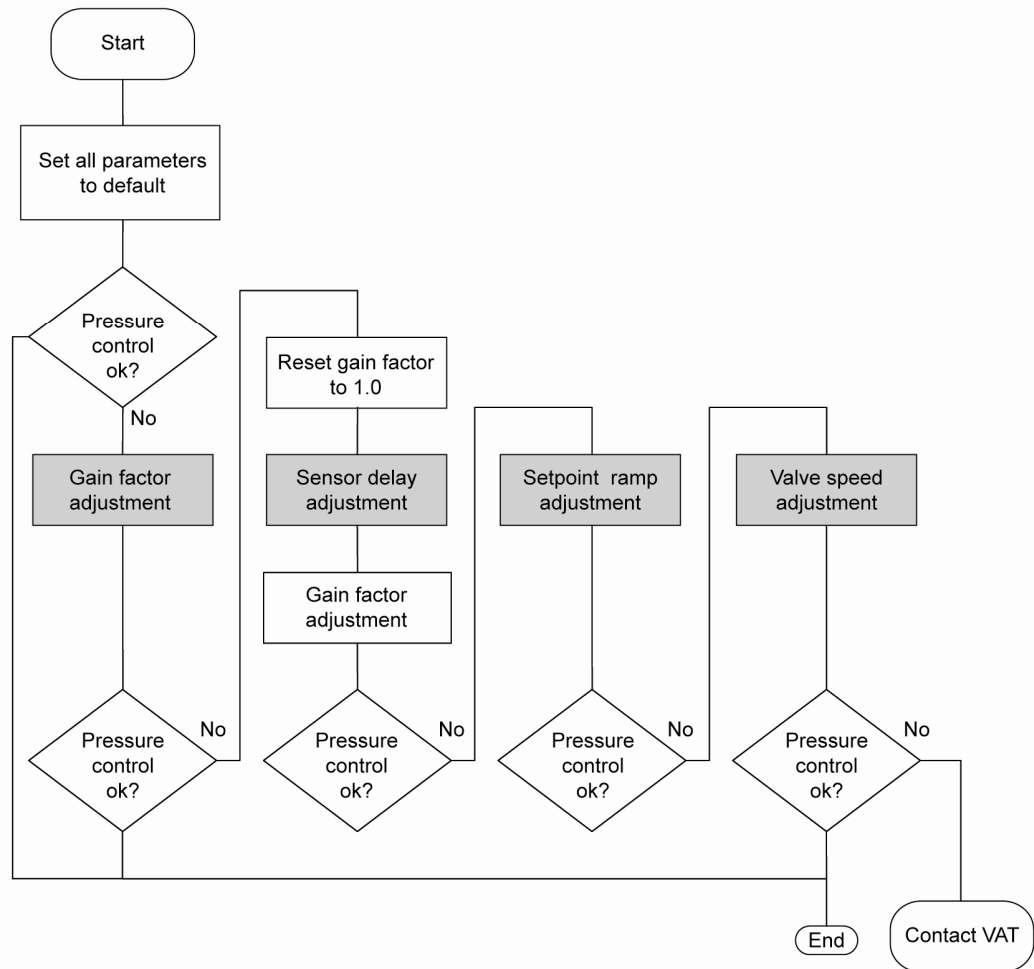 Start
Set all parameters
to default
Pressure
control
ok?
No
Gain factor
adjustment
Pressure
control
ok?
No
Reset gain factor
to 1.0
Sensor delay
adjustment
Gain factor
adjustment
Pressure
control
ok?
No
Setpoint ramp
adjustment
Pressure
control
ok?
No
Valve speed
adjustment
Pressure
control
ok?
No
End
Contact VAT